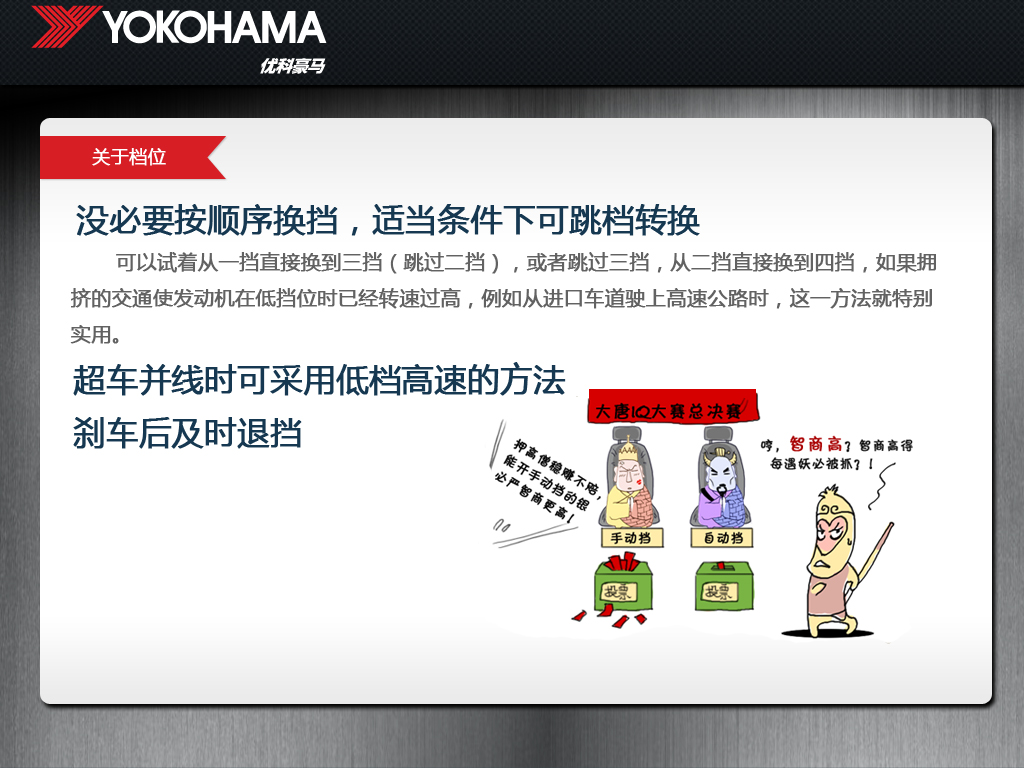 YOKOHAMA
优科豪马
关于档位
没必要按顺序换挡，适当条件下可跳档转换
可以试着从一挡直接换到三挡（跳过二挡），或者跳过三挡，从二挡直接换到四挡，如果拥
挤的交通使发动机在低挡位时已经转速过高，例如从进口车道驶上高速公路时，这一方法就特别
实用。
超车并线时可采用低档高速的方法
刹车后及时退挡
大唐IQ大赛总决赛
押高僧稳赚不赔，
能开手动挡的银
必严智商更高！
哼，智商高？智商高得
每遇妖必被抓？！
手动挡
自动挡
投票
投票